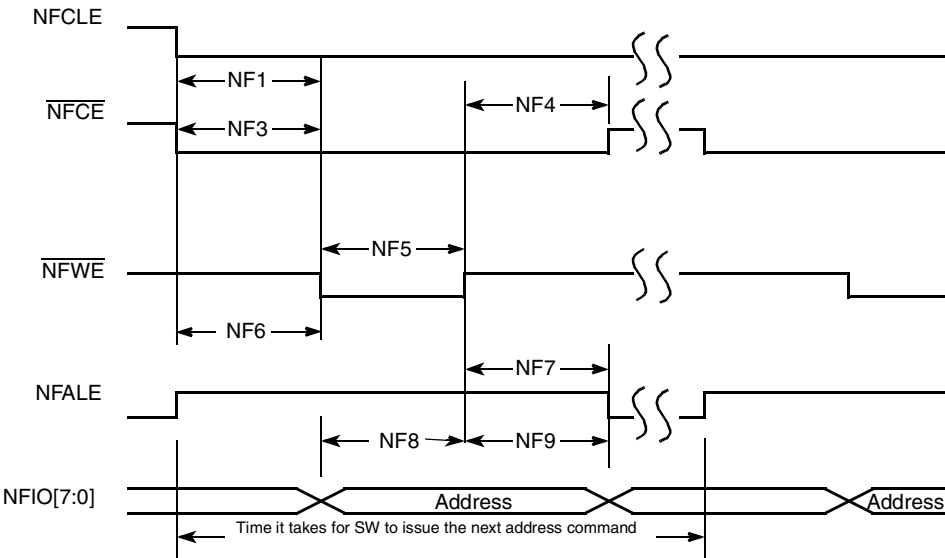 NFCLE
NF1
NF4
NFCE
NF3
NF5
NFWE
NF6
NF7
NFALE
NF8
NF9
NFIO[7:0]
Address
Address
Time it takes for SW to issue the next address command